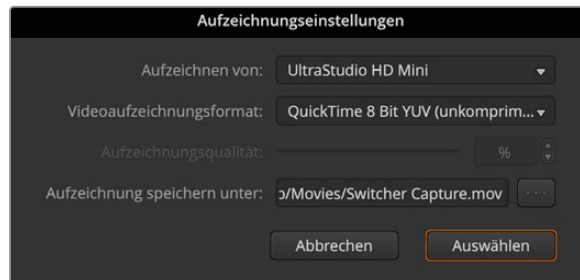 Aufzeichnungseinstellungen
Aufzeichnen von: UltraStudio HD Mini
Videoaufzeichnungsformat: QuickTime 8 Bit YUV (unkomprim...
Aufzeichnungsqualität: %
Aufzeichnung speichern unter: o/Movies/Switcher Capture.mov ...
Abbrechen Auswählen